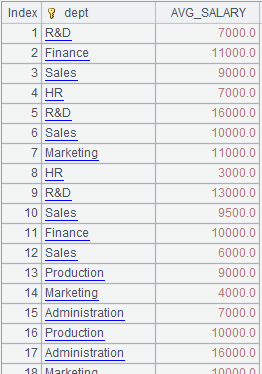 Index dept AVG_SALARY
1 R&D 7000.0
2 Finance 11000.0
3 Sales 9000.0
4 HR 7000.0
5 R&D 16000.0
6 Sales 10000.0
7 Marketing 11000.0
8 HR 3000.0
9 R&D 13000.0
10 Sales 9500.0
11 Finance 10000.0
12 Sales 6000.0
13 Production 9000.0
14 Marketing 4000.0
15 Administration 7000.0
16 Production 10000.0
17 Administration 16000.0
18 Marketing 10000.0